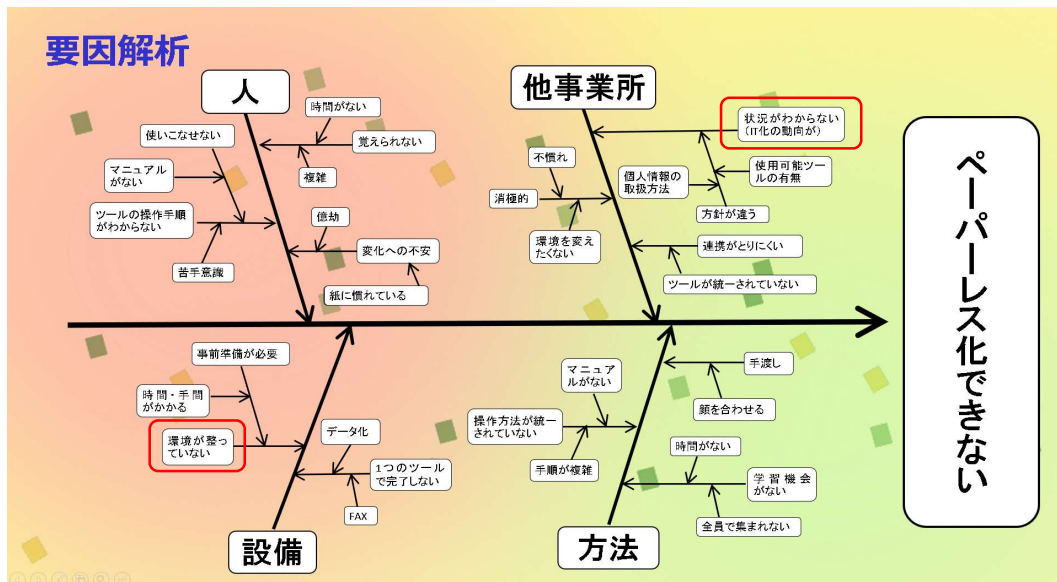 要因解析
人
時間がない
覚えられない
複雑
使いこなせない
マニュアル
がない
ツールの操作手順
がわからない
苦手意識
億劫
変化への不安
紙に慣れている
他事業所
状況がわからない
(IT化の動向が)
使用可能ツー
ルの有無
個人情報の
取扱方法
方針が違う
不慣れ
消極的
環境を変え
たくない
連携がとりにくい
ツールが統一されていない
ペーパーレス化できない
事前準備が必要
時間・手間
がかかる
環境が整っ
ていない
データ化
1つのツール
で完了しない
FAX
設備
マニュア
ルがない
操作方法が統一
されていない
手順が複雑
手渡し
顔を合わせる
時間がない
学習機会
がない
全員で集まれない
方法